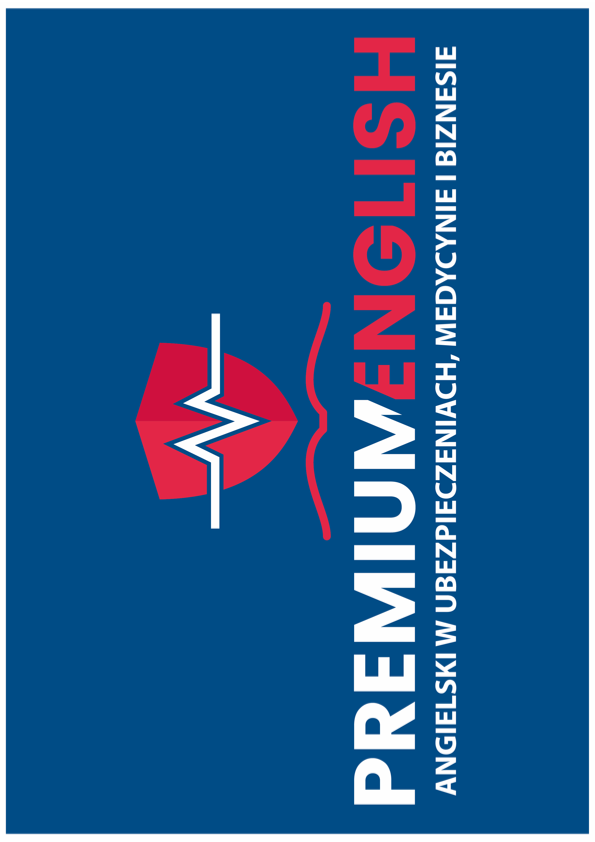 PREMIUMENGLISH
ANGIELSKI W UBEZPIECZENIACH, MEDYCYNIE I BIZNESIE